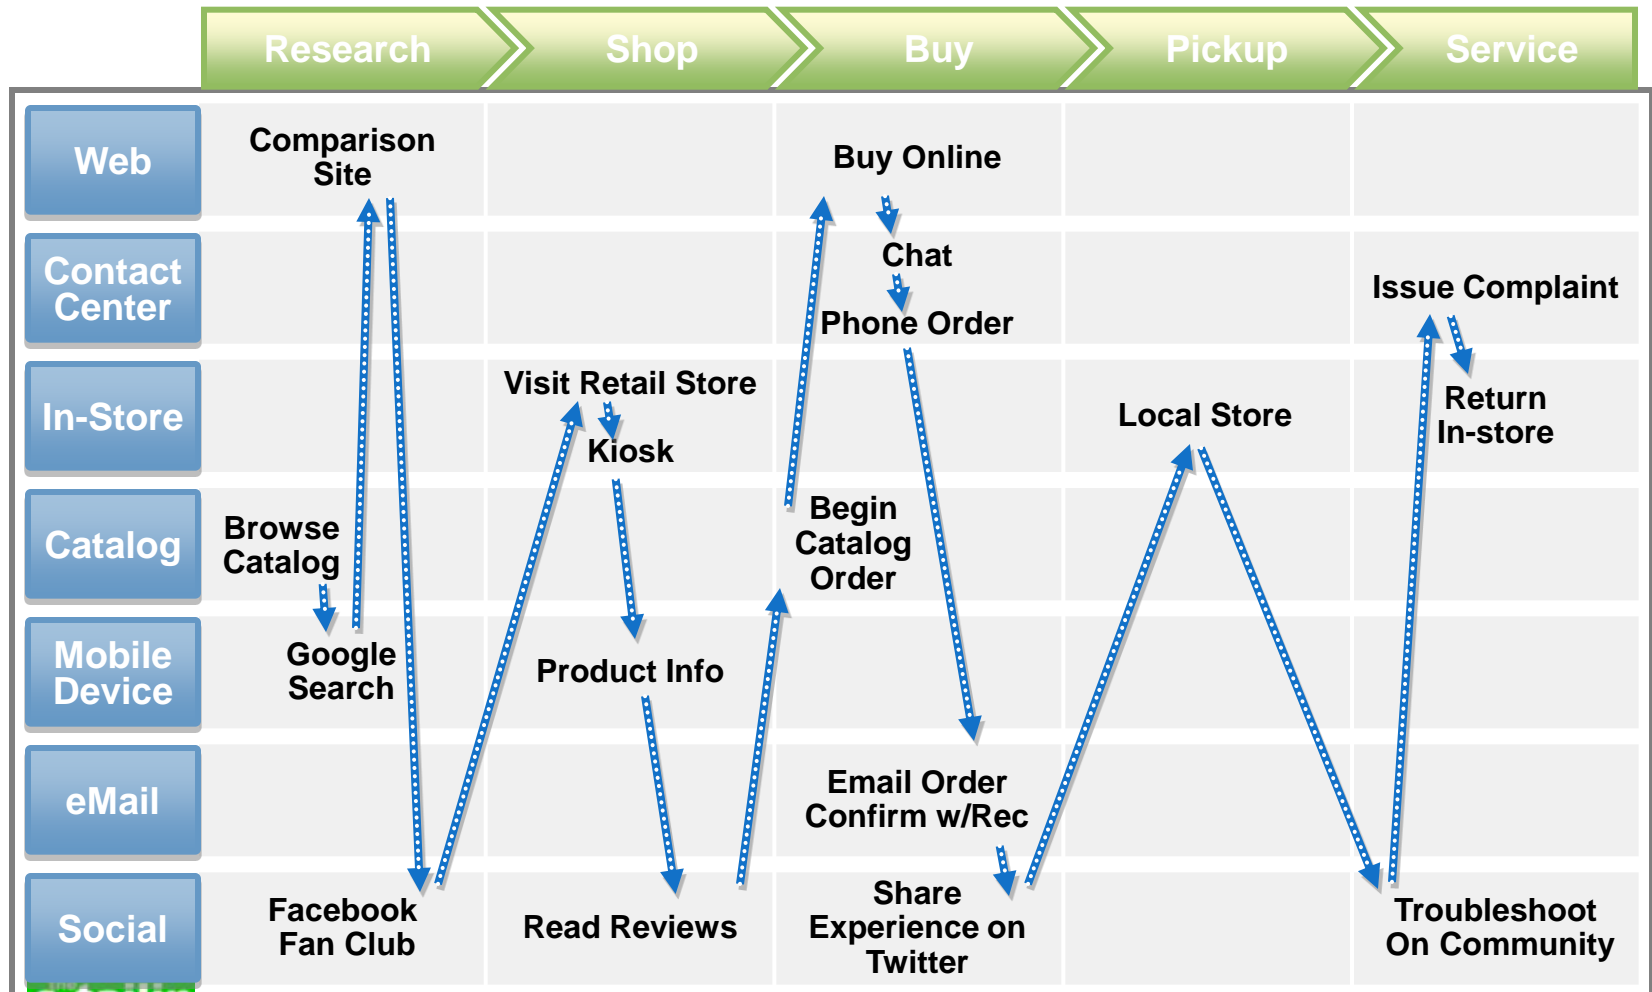 Research
Shop
Buy
Pickup
Service
Web
Comparison
Site
Buy Online
Contact
Center
Chat
Phone Order
Issue Complaint
In-Store
Visit Retail Store
Kiosk
Local Store
Return
In-store
Catalog
Browse
Catalog
Begin
Catalog
Order
Mobile
Device
Google
Search
Product Info
eMail
Email Order
Confirm w/Rec
Social
Facebook
Fan Club
Read Reviews
Share
Experience on
Twitter
Troubleshoot
On Community